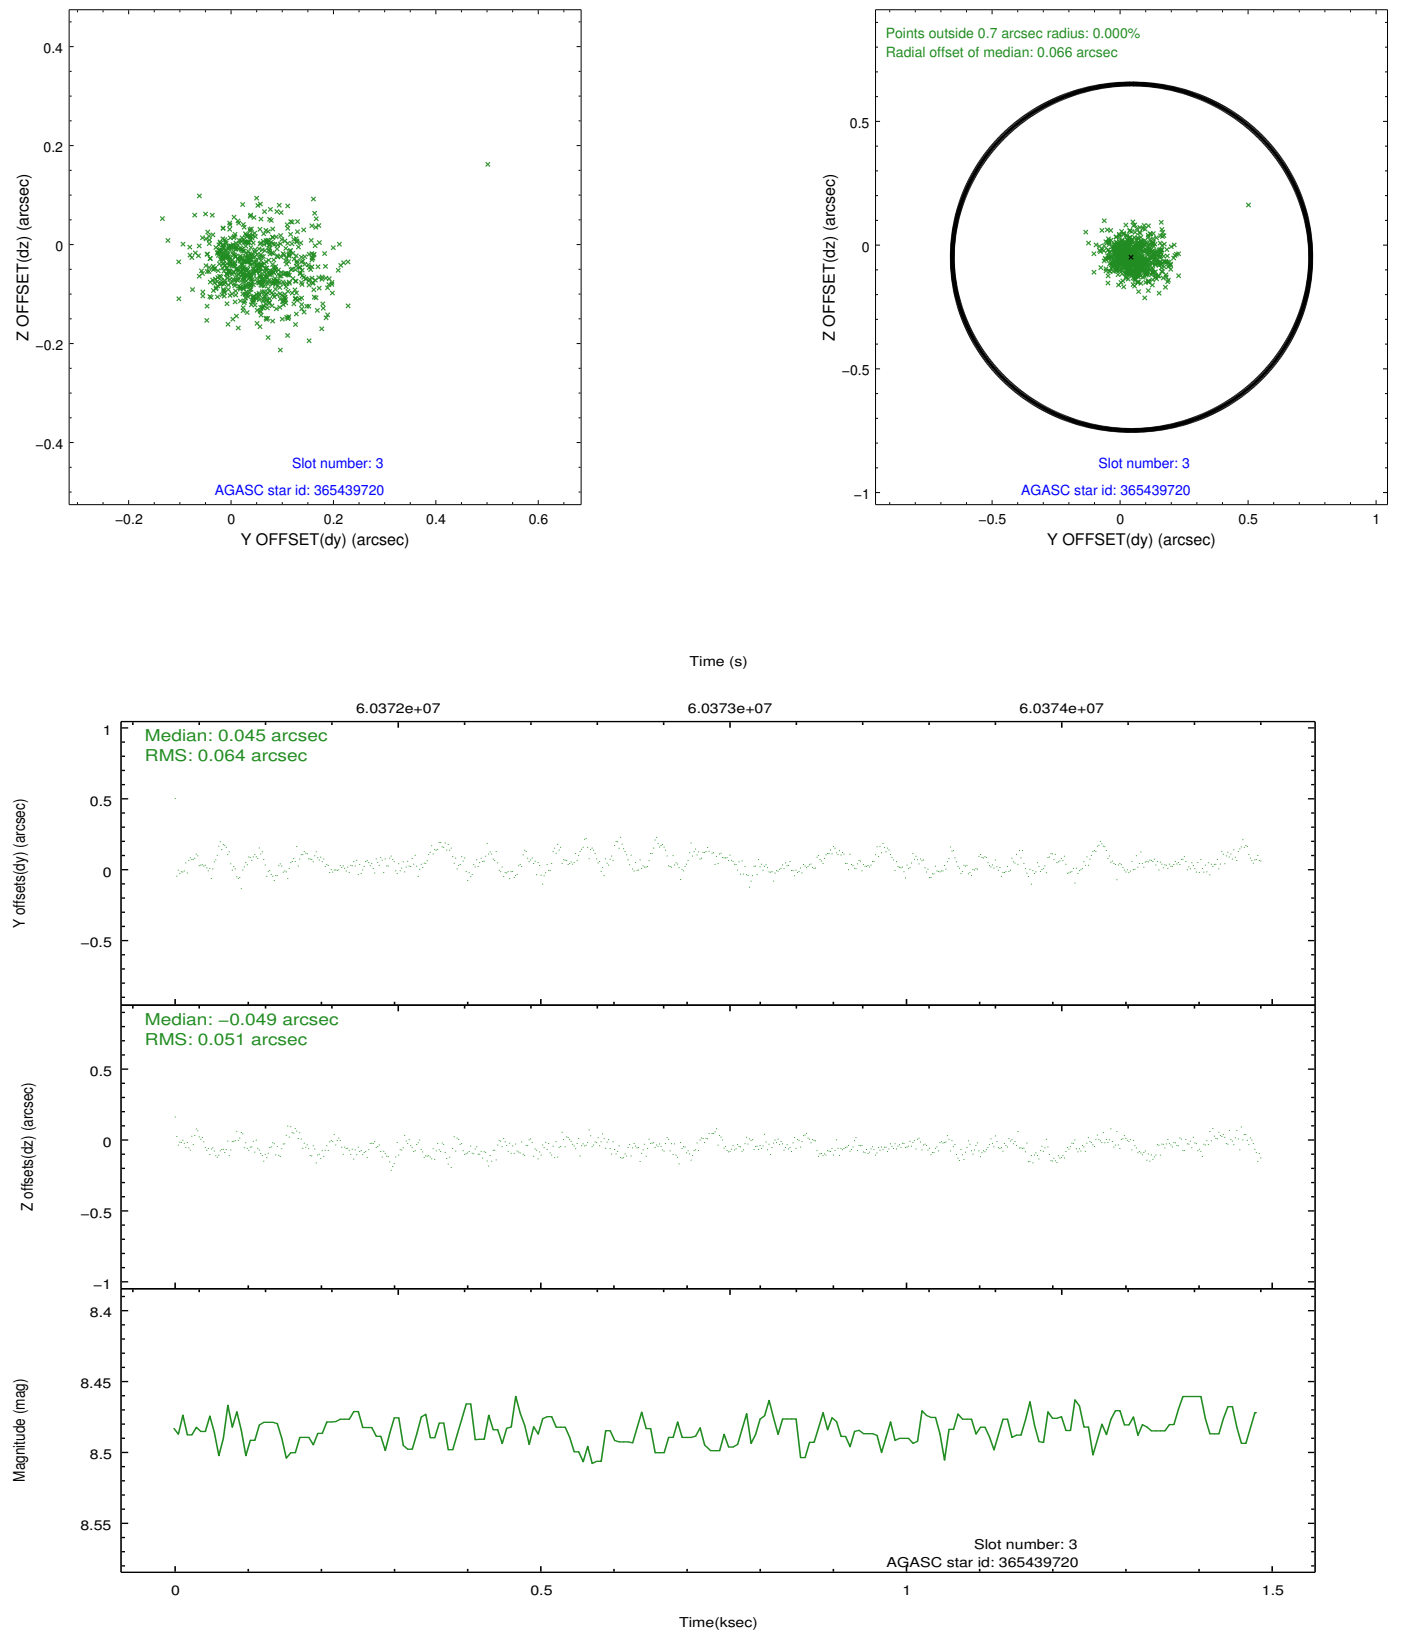 0.4
0.2
0
−0.2
−0.4
Z OFFSET(dz) (arcsec)
Slot number: 3
AGASC star id: 365439720
−0.2
0
0.2
0.4
0.6
Y OFFSET(dy) (arcsec)
Points outside 0.7 arcsec radius: 0.000%
Radial offset of median: 0.066 arcsec
0.5
0
−0.5
−1
Z OFFSET(dz) (arcsec)
Slot number: 3
AGASC star id: 365439720
−0.5
0
0.5
1
Y OFFSET(dy) (arcsec)
Time (s)
6.0372e+07
6.0373e+07
6.0374e+07
Median: 0.045 arcsec
RMS: 0.064 arcsec
1
0.5
0
−0.5
Y offsets(dy) (arcsec)
Median: −0.049 arcsec
RMS: 0.051 arcsec
0.5
0
−0.5
−1
Z offsets(dz) (arcsec)
8.4
8.45
8.5
8.55
Magnitude (mag)
Slot number: 3
AGASC star id: 365439720
0
0.5
1
1.5
Time(ksec)